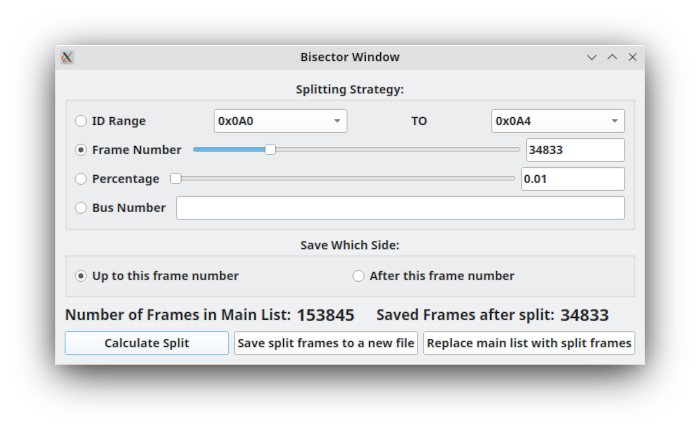 Bisector Window
Splitting Strategy:
ID Range 0x0A0 TO 0x0A4
Frame Number 34833
Percentage 0.01
Bus Number
Save Which Side:
Up to this frame number After this frame number
Number of Frames in Main List: 153845 Saved Frames after split: 34833
Calculate Split Save split frames to a new file Replace main list with split frames